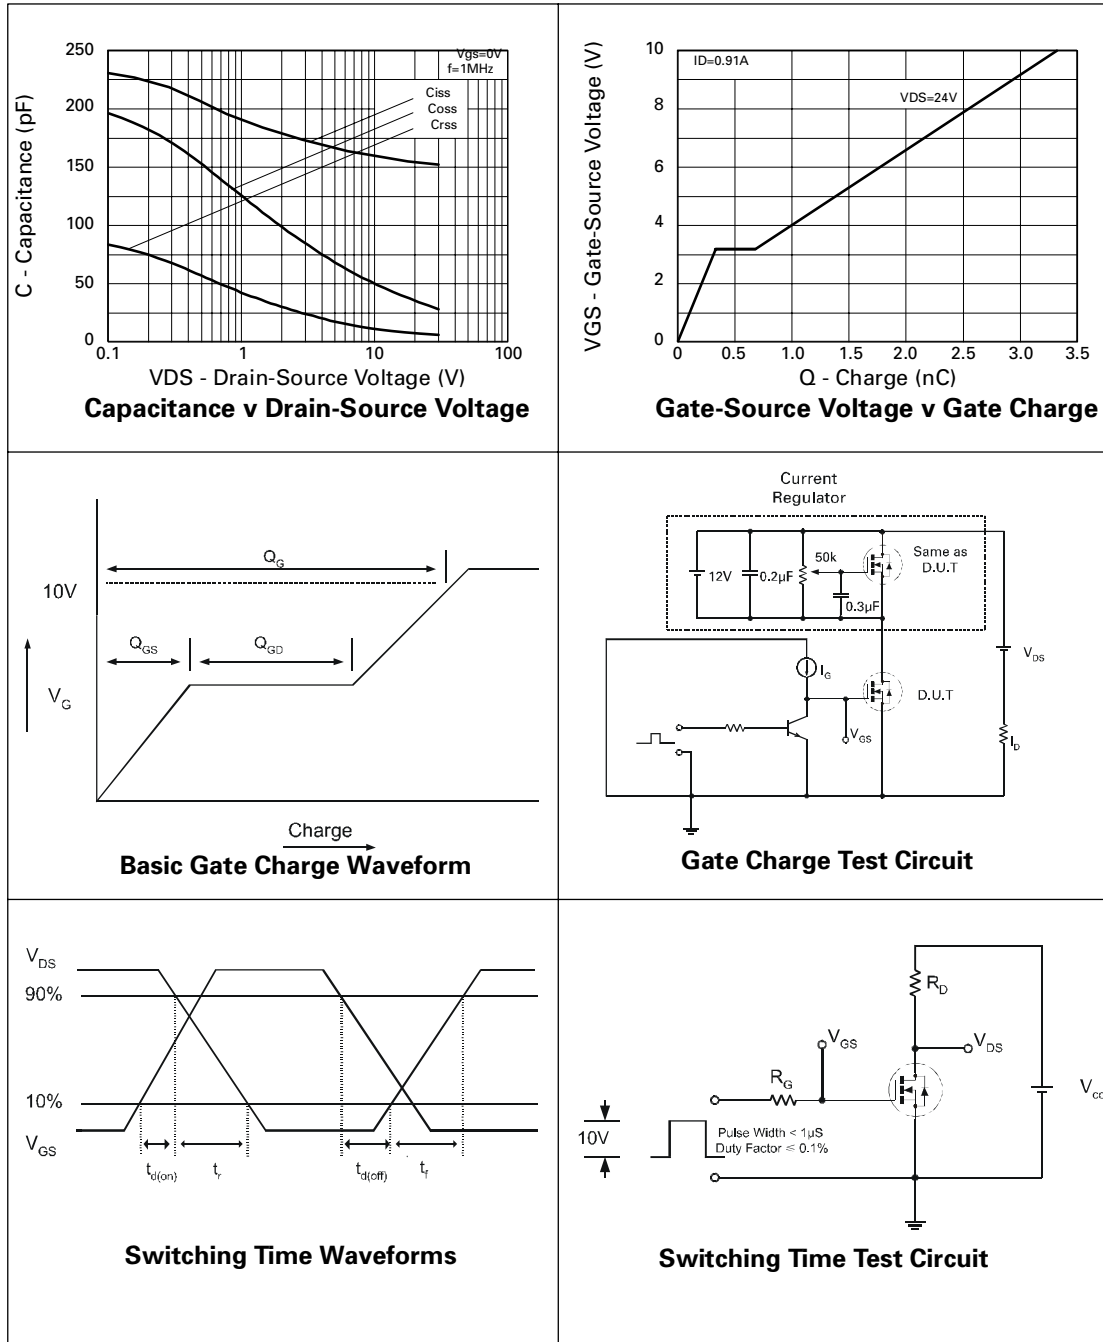 250
200
150
100
50
0
0.1
1
10
100
Vgs=0V
f=1MHz
Ciss
Coss
Crss
C - Capacitance (pF)
VDS - Drain-Source Voltage (V)
Capacitance v Drain-Source Voltage
10
8
6
4
2
0
0
0.5
1.0
1.5
2.0
2.5
3.0
3.5
ID=0.91A
VDS=24V
VGS - Gate-Source Voltage (V)
Q - Charge (nC)
Gate-Source Voltage v Gate Charge
10V
QG
QGS
QGD
VG
Charge
Basic Gate Charge Waveform
Current
Regulator
12V
0.2µF
50k
0.3µF
Same as
D.U.T
IG
VGS
D.U.T
VDS
ID
Gate Charge Test Circuit
VDS
90%
10%
VGS
td(on)
tr
td(off)
tf
Switching Time Waveforms
RD
VGS
VDS
RG
10V
Pulse Width < 1µS
Duty Factor ≤ 0.1%
Switching Time Test Circuit